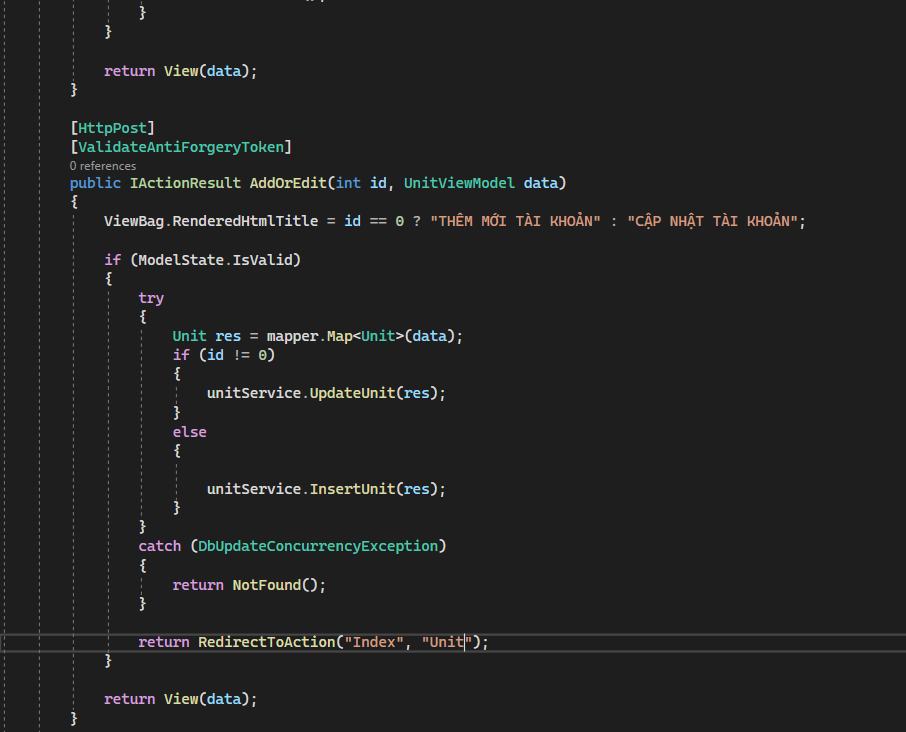 }
}
return View(data);
}
[HttpPost]
[ValidateAntiForgeryToken]
0 references
public IActionResult AddOrEdit(int id, UnitViewModel data)
{
ViewBag.RenderedHtmlTitle = id == 0 ? "THÊM MỚI TÀI KHOẢN" : "CẬP NHẬT TÀI KHOẢN";
if (ModelState.IsValid)
{
try
{
Unit res = mapper.Map<Unit>(data);
if (id != 0)
{
unitService.UpdateUnit(res);
}
else
{
unitService.InsertUnit(res);
}
}
catch (DbUpdateConcurrencyException)
{
return NotFound();
}
return RedirectToAction("Index", "Unit");
}
return View(data);
}